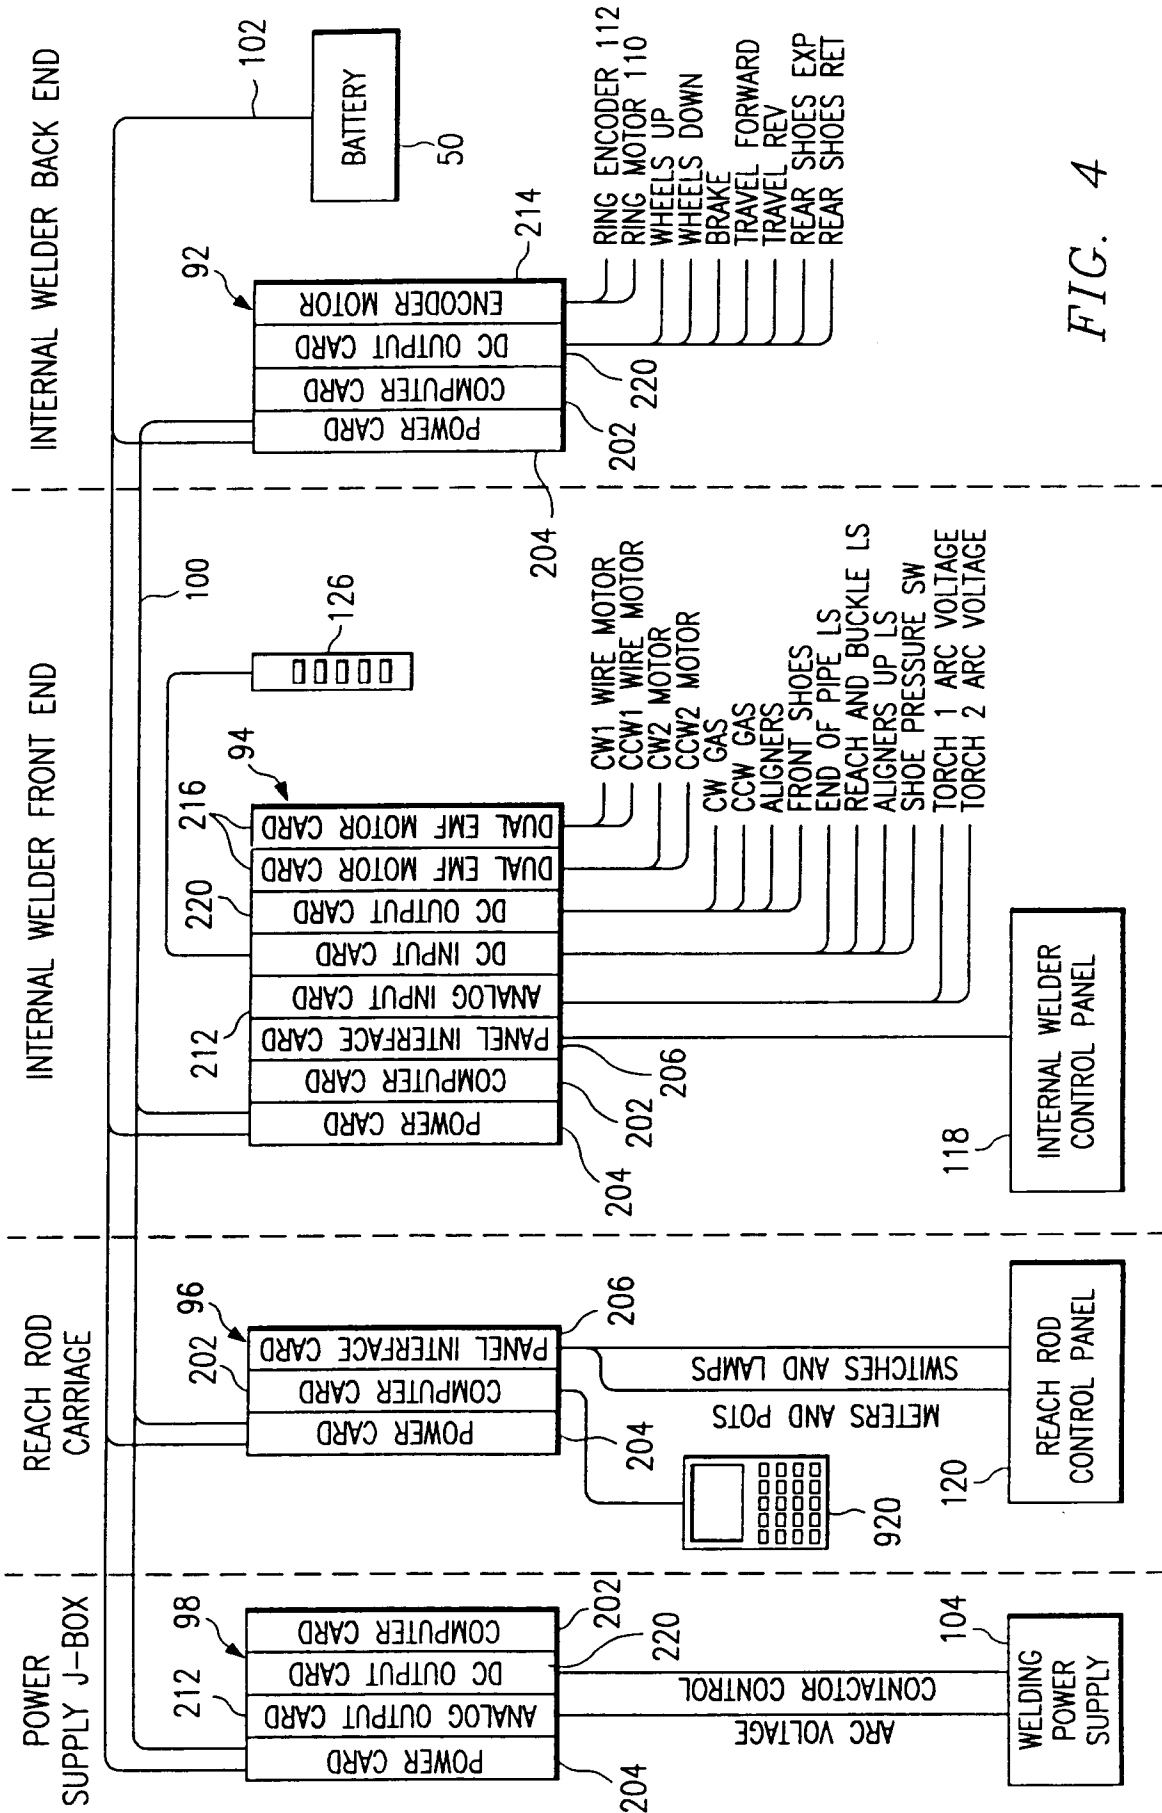 POWER
SUPPLY J-BOX
REACH ROD
CARRIAGE
INTERNAL WELDER FRONT END
INTERNAL WELDER BACK END
100
102
98
212
POWER CARD
ANALOG OUTPUT CARD
DC OUTPUT CARD
COMPUTER CARD
204
220
202
ARC VOLTAGE
CONTACTOR CONTROL
104
WELDING
POWER
SUPPLY
96
202
POWER CARD
COMPUTER CARD
PANEL INTERFACE CARD
204
206
920
METERS AND POTS
SWITCHES AND LAMPS
120
REACH ROD
CONTROL PANEL
94
126
212
220
216
POWER CARD
COMPUTER CARD
PANEL INTERFACE CARD
ANALOG INPUT CARD
DC INPUT CARD
DC OUTPUT CARD
DUAL EMF MOTOR CARD
DUAL EMF MOTOR CARD
204
202
206
CW1 WIRE MOTOR
CCW1 WIRE MOTOR
CW2 MOTOR
CCW2 MOTOR
CW GAS
CCW GAS
ALIGNERS
FRONT SHOES
END OF PIPE LS
REACH AND BUCKLE LS
ALIGNERS UP LS
SHOE PRESSURE SW
TORCH 1 ARC VOLTAGE
TORCH 2 ARC VOLTAGE
118
INTERNAL WELDER
CONTROL PANEL
92
BATTERY
50
POWER CARD
COMPUTER CARD
DC OUTPUT CARD
ENCODER MOTOR
204
202
220
214
RING ENCODER 112
RING MOTOR 110
WHEELS UP
WHEELS DOWN
BRAKE
TRAVEL FORWARD
TRAVEL REV
REAR SHOES EXP
REAR SHOES RET
FIG. 4